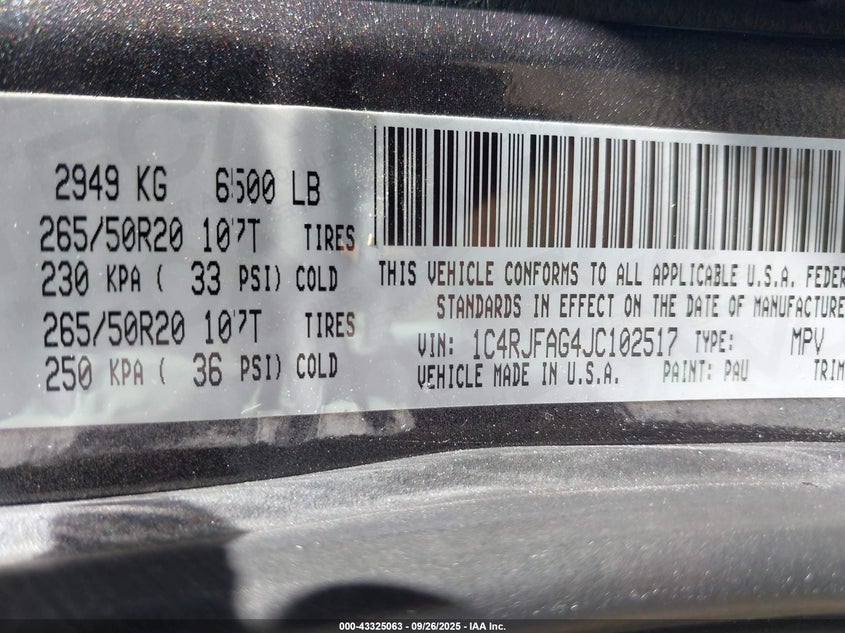 2949 KG 6500 LB
265/50R20 107T TIRES
230 KPA ( 33 PSI) COLD
265/50R20 107T TIRES
250 KPA ( 36 PSI) COLD
THIS VEHICLE CONFORMS TO ALL APPLICABLE U.S.A. FEDER
STANDARDS IN EFFECT ON THE DATE OF MANUFACTURE
VIN: 1C4RJFAG4JC102517 TYPE: MPV
VEHICLE MADE IN U.S.A. PAINT: PAU TRIM
000-43325063 - 09/26/2025 - IAA Inc.